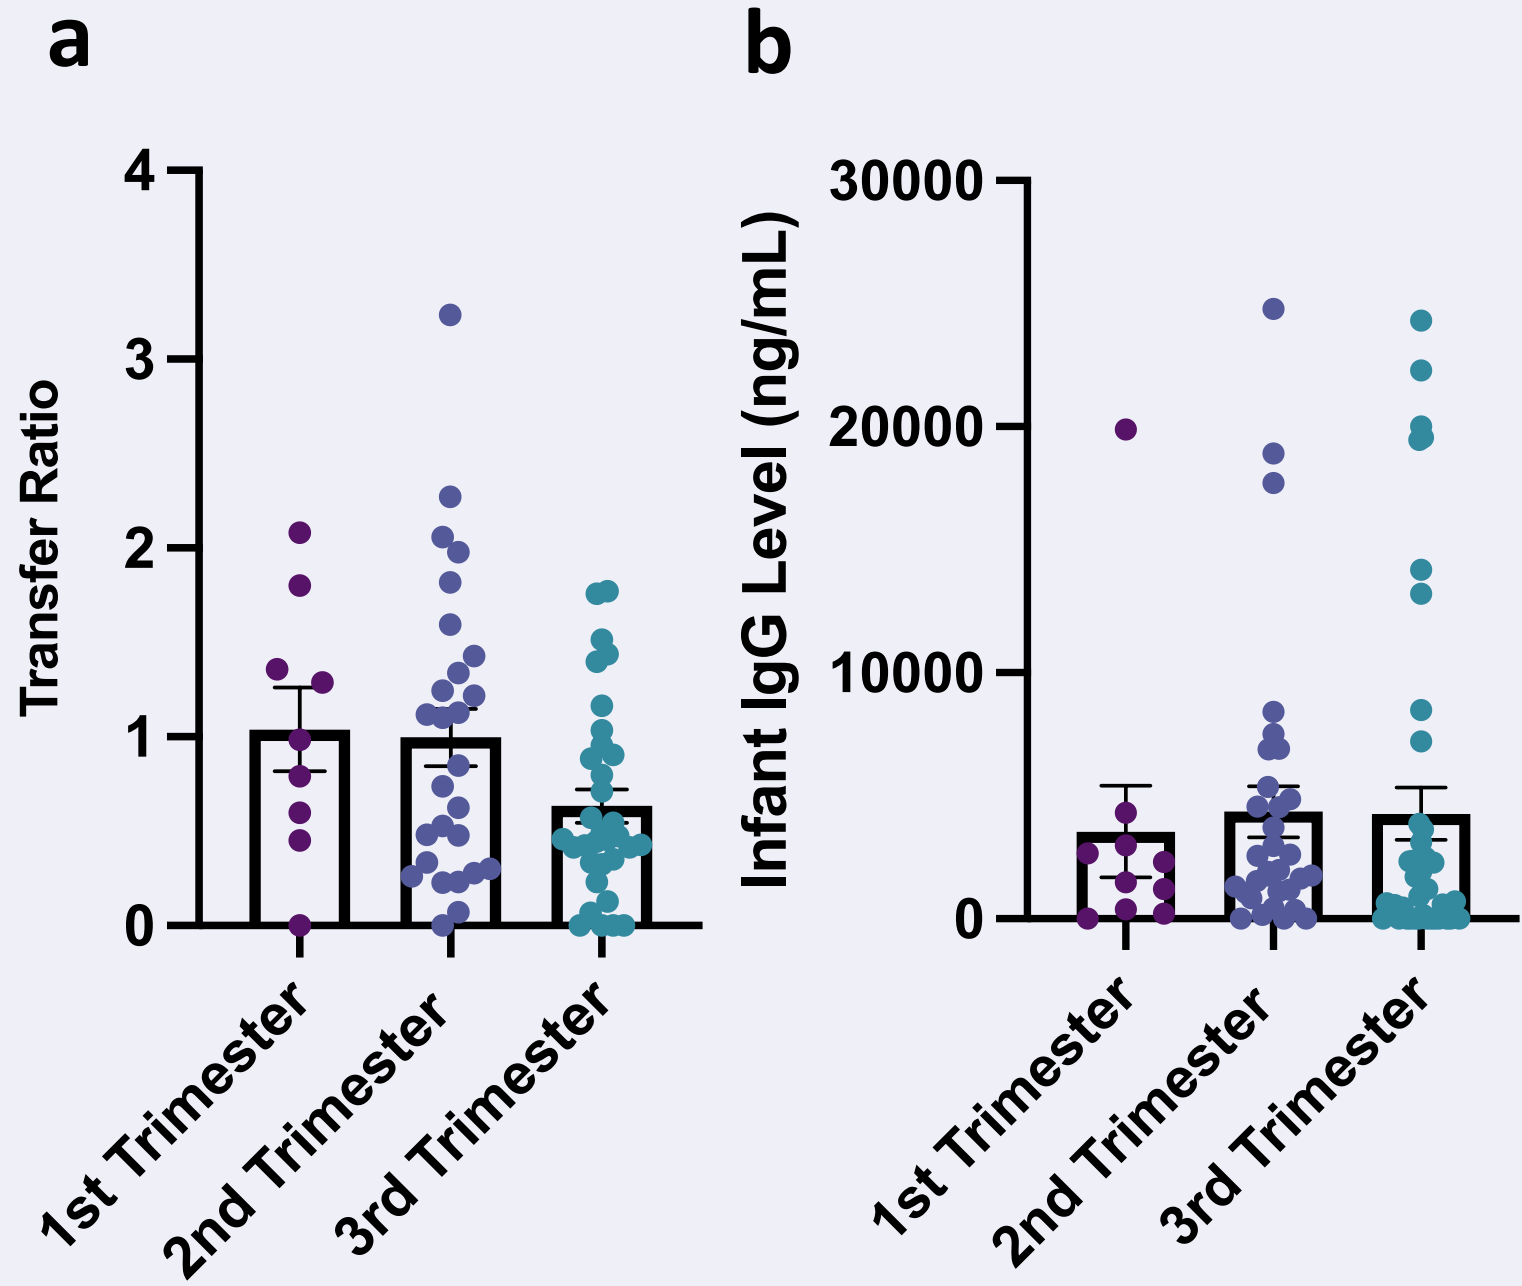 a
4
3
2
1
0
Transfer Ratio
1st Trimester
2nd Trimester
3rd Trimester
b
30000
20000
10000
0
Infant IgG Level (ng/mL)
1st Trimester
2nd Trimester
3rd Trimester